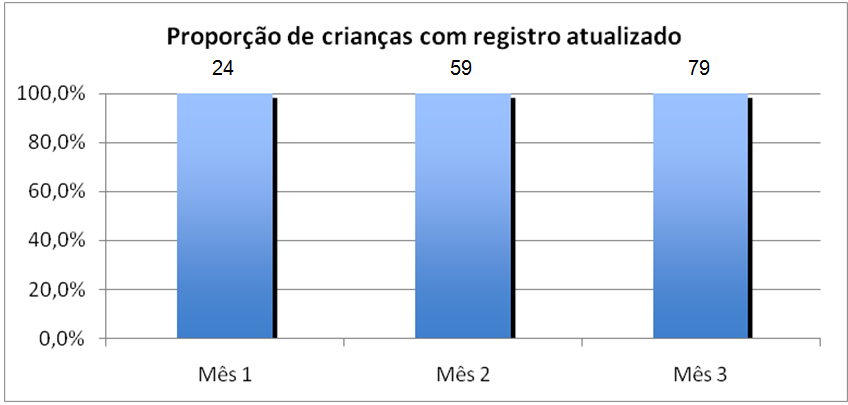 Proporção de crianças com registro atualizado
24 59 79
100,0%
80,0%
60,0%
40,0%
20,0%
0,0%
Mês 1 Mês 2 Mês 3